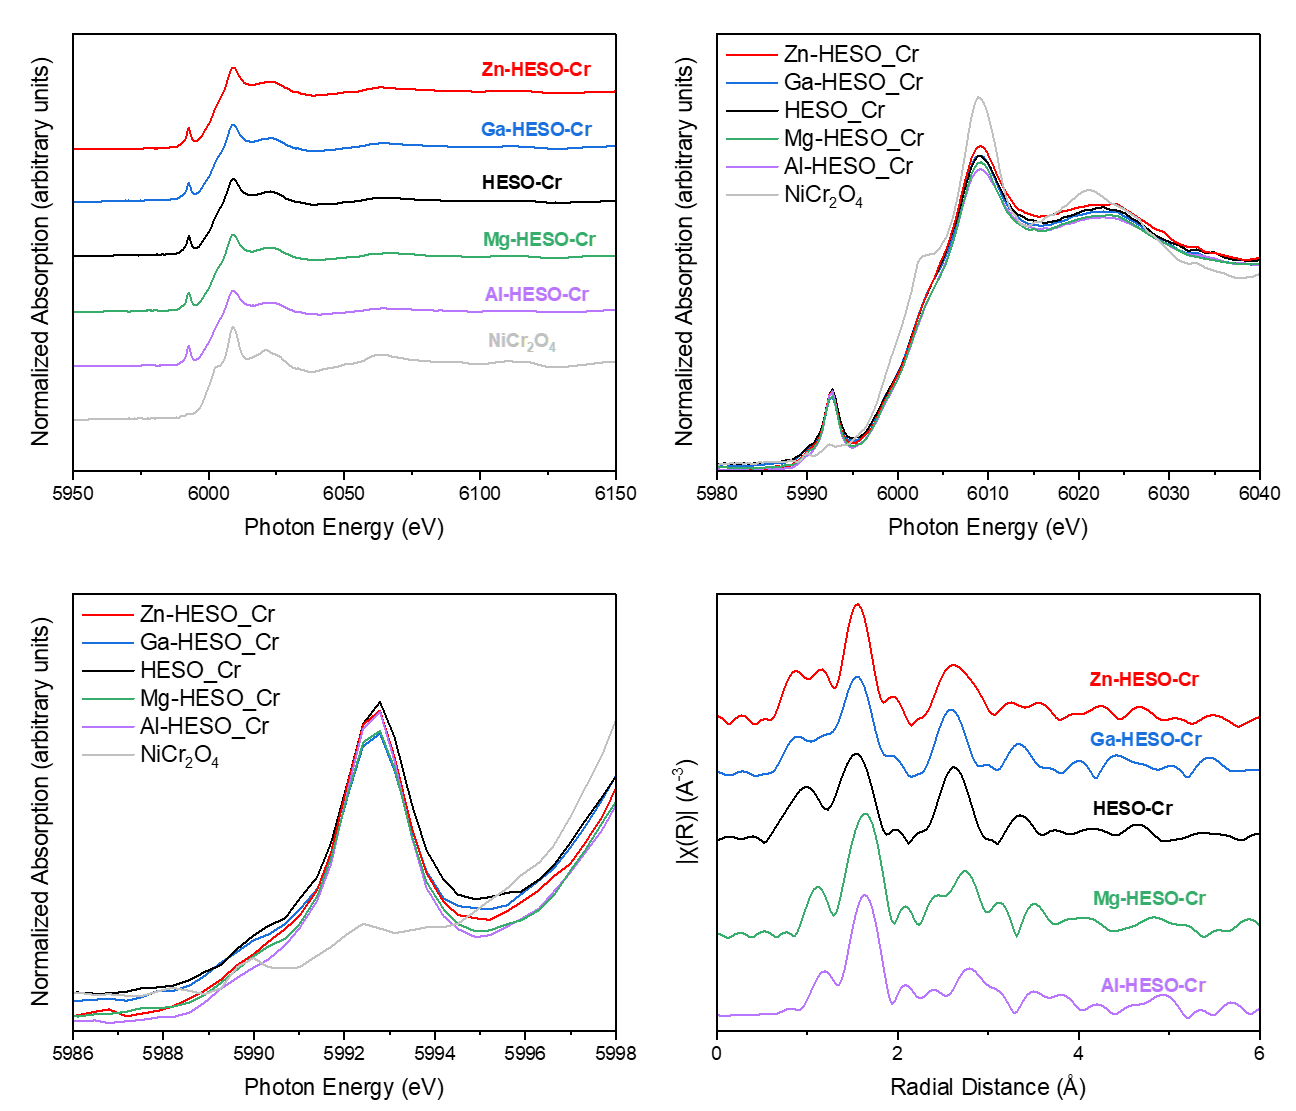 Normalized Absorption (arbitrary units)
Zn-HESO-Cr
Ga-HESO-Cr
HESO-Cr
Mg-HESO-Cr
Al-HESO-Cr
NiCr₂O₄
5950 6000 6050 6100 6150
Photon Energy (eV)
Normalized Absorption (arbitrary units)
Zn-HESO_Cr
Ga-HESO_Cr
HESO_Cr
Mg-HESO_Cr
Al-HESO_Cr
NiCr₂O₄
5980 5990 6000 6010 6020 6030 6040
Photon Energy (eV)
Normalized Absorption (arbitrary units)
Zn-HESO_Cr
Ga-HESO_Cr
HESO_Cr
Mg-HESO_Cr
Al-HESO_Cr
NiCr₂O₄
5986 5988 5990 5992 5994 5996 5998
Photon Energy (eV)
|χ(R)| (A⁻³)
Zn-HESO-Cr
Ga-HESO-Cr
HESO-Cr
Mg-HESO-Cr
Al-HESO-Cr
0 2 4 6
Radial Distance (Å)